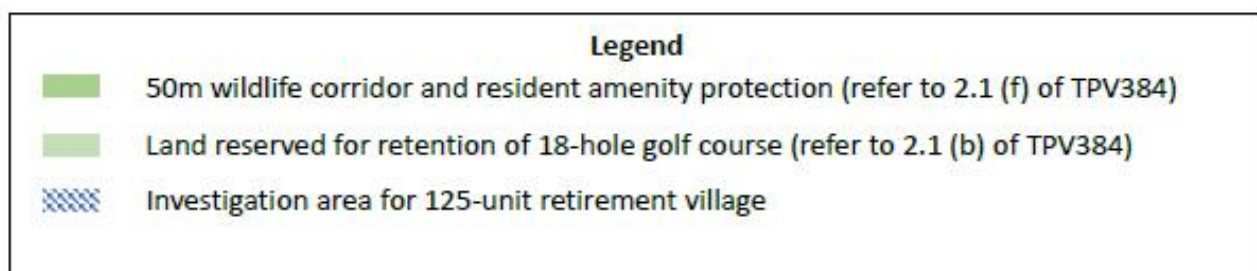 Legend
50m wildlife corridor and resident amenity protection (refer to 2.1 (f) of TPV384)
Land reserved for retention of 18-hole golf course (refer to 2.1 (b) of TPV384)
Investigation area for 125-unit retirement village